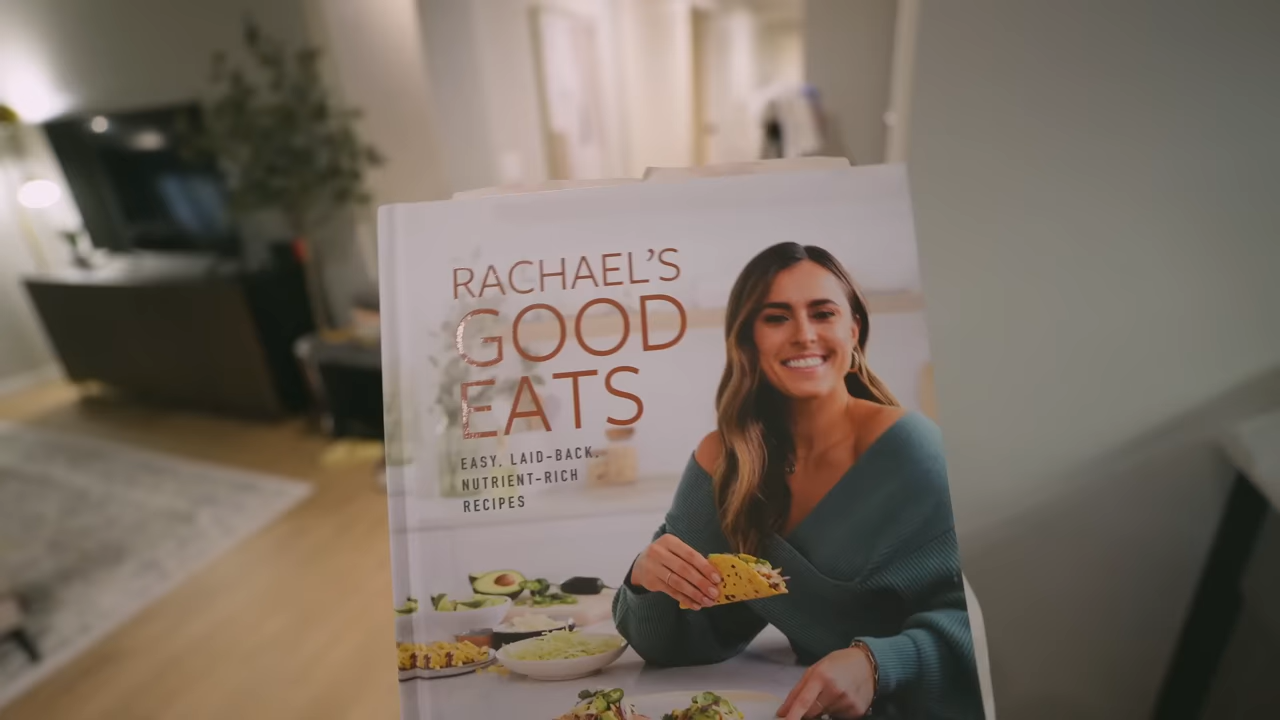 RACHAEL'S
GOOD
EATS
EASY, LAID-BACK,
NUTRIENT-RICH
RECIPES